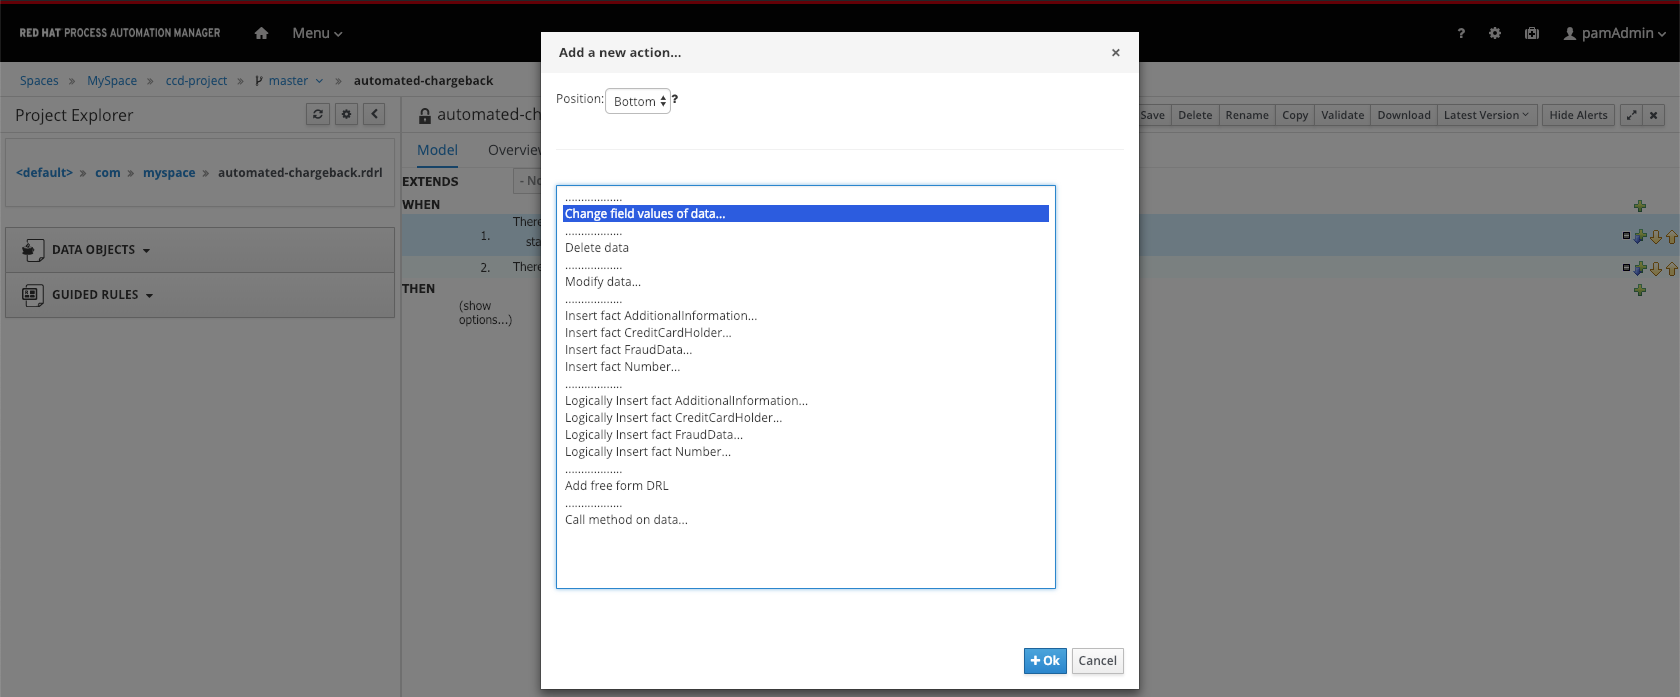 RED HAT PROCESS AUTOMATION MANAGER
Menu
?
pamAdmin
Spaces » MySpace » ccd-project » master » automated-chargeback
Project Explorer
<default> » com » myspace » automated-chargeback.rdrl
DATA OBJECTS
GUIDED RULES
automated-ch
Save Delete Rename Copy Validate Download Latest Version Hide Alerts
Model
EXTENDS
- No
WHEN
1.
There
sta
2.
There
THEN
(show
options...)
Add a new action...
×
Position: Bottom ?
..................
Change field values of data...
..................
Delete data
..................
Modify data...
..................
Insert fact AdditionalInformation...
Insert fact CreditCardHolder...
Insert fact FraudData...
Insert fact Number...
..................
Logically Insert fact AdditionalInformation...
Logically Insert fact CreditCardHolder...
Logically Insert fact FraudData...
Logically Insert fact Number...
..................
Add free form DRL
..................
Call method on data...
+ Ok
Cancel